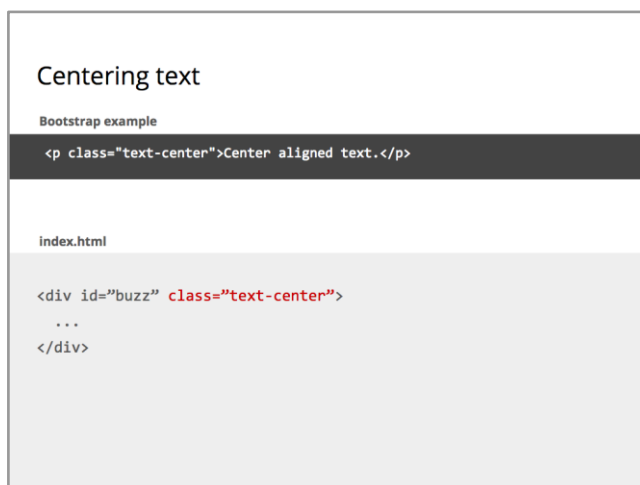 Centering text
Bootstrap example
<p class="text-center">Center aligned text.</p>
index.html
<div id=”buzz” class=”text-center”>
...
</div>